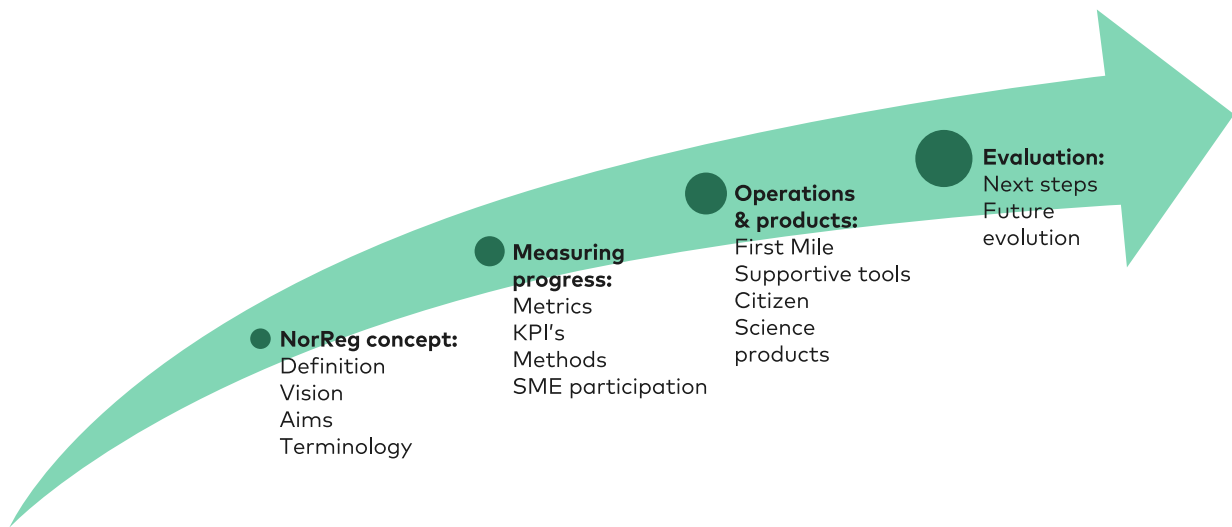 NorReg concept:
Definition
Vision
Aims
Terminology
Measuring
progress:
Metrics
KPI's
Methods
SME participation
Operations
& products:
First Mile
Supportive tools
Citizen
Science
products
Evaluation:
Next steps
Future
evolution